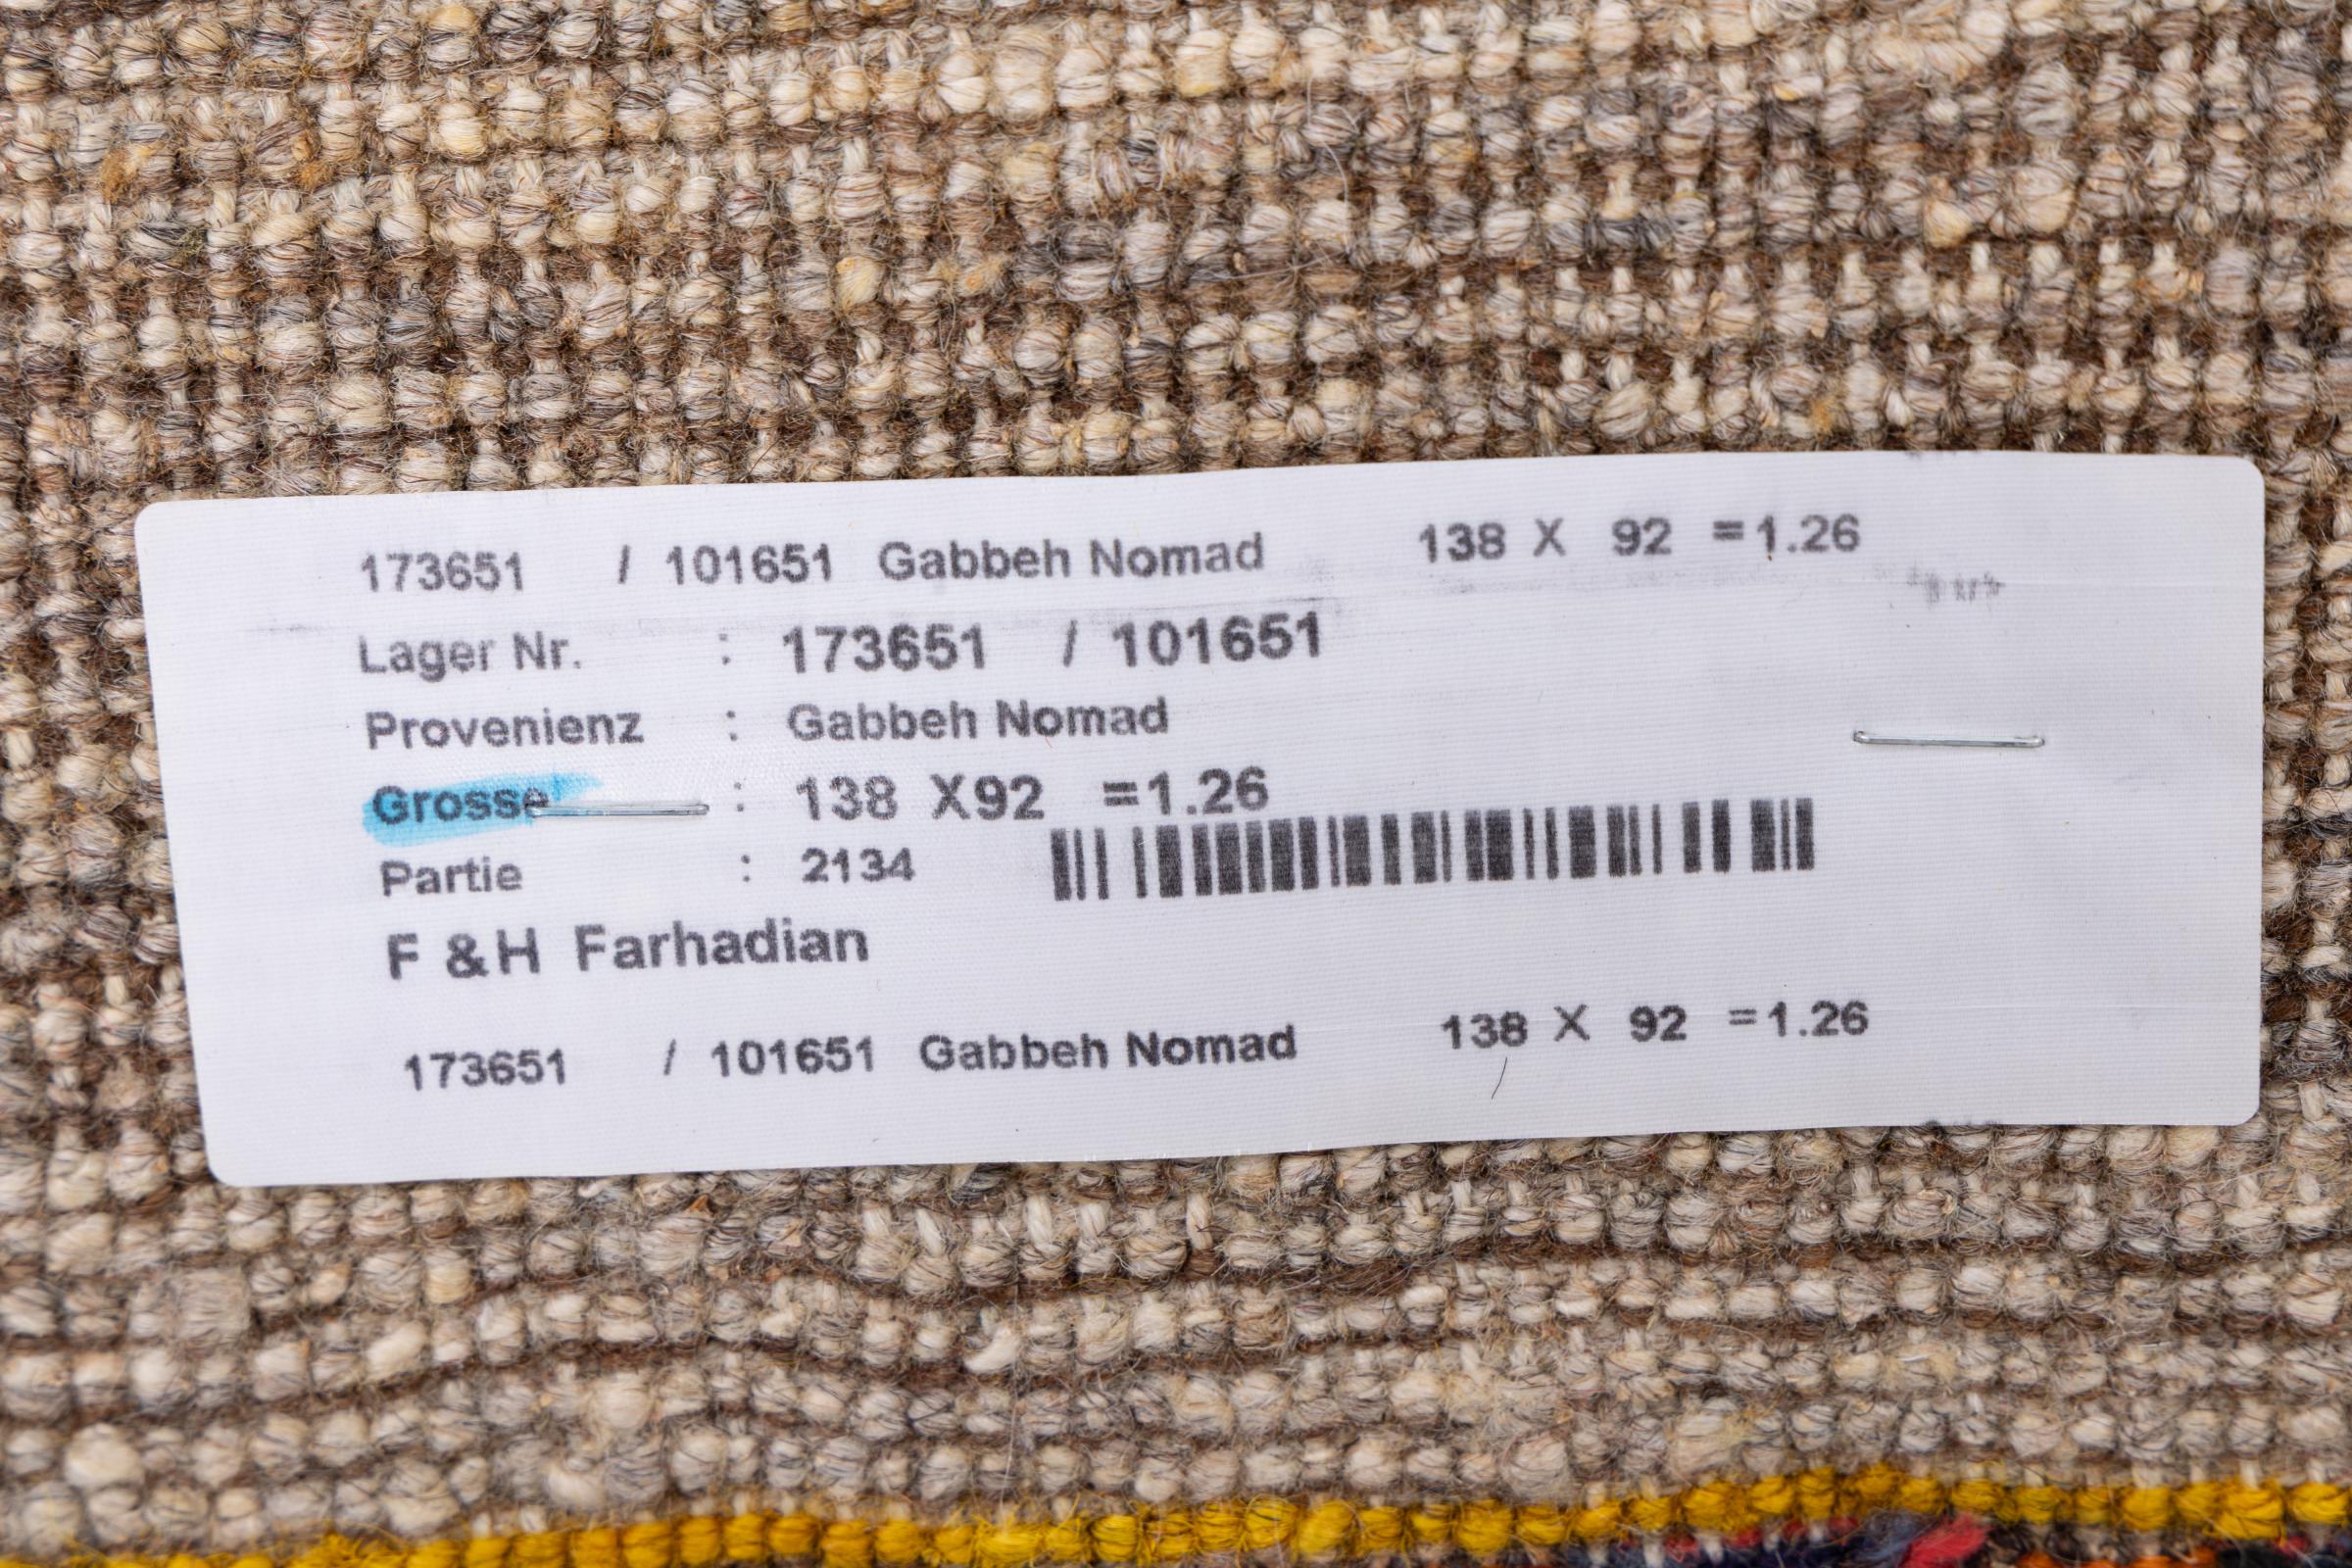 173651 / 101651 Gabbeh Nomad 138 X 92 =1.26
Lager Nr. : 173651 / 101651
Provenienz : Gabbeh Nomad
Grosse : 138 X92 =1.26
Partie : 2134
F &H Farhadian
173651 / 101651 Gabbeh Nomad 138 X 92 =1.26